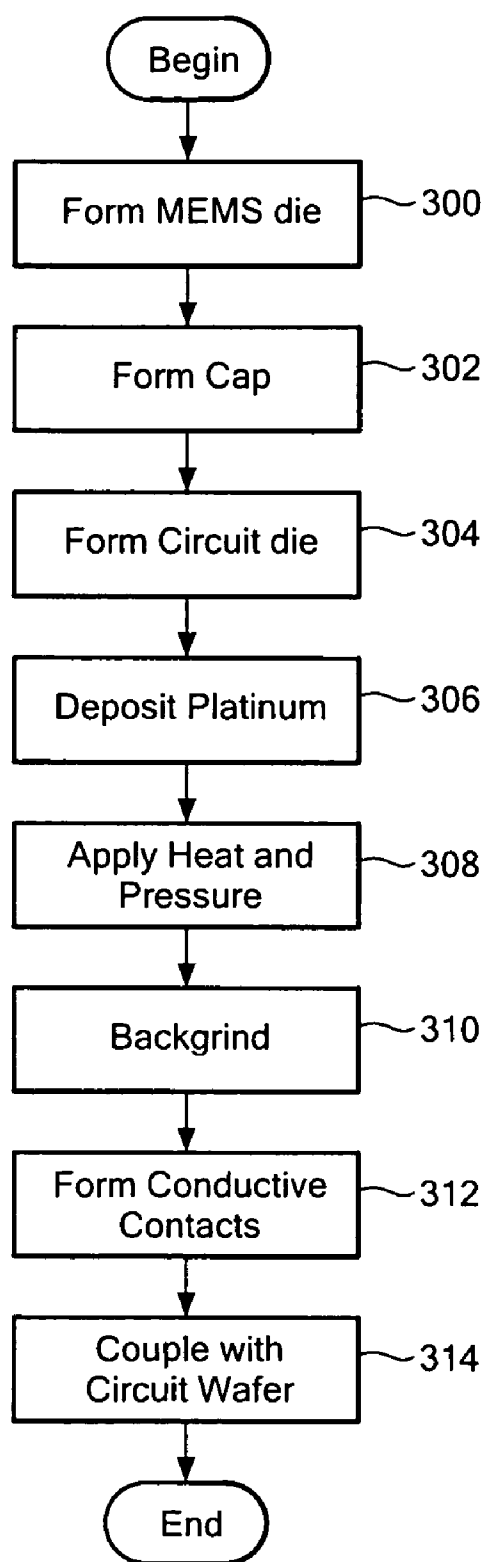 Begin
Form MEMS die
300
Form Cap
302
Form Circuit die
304
Deposit Platinum
306
Apply Heat and
Pressure
308
Backgrind
310
Form Conductive
Contacts
312
Couple with
Circuit Wafer
314
End